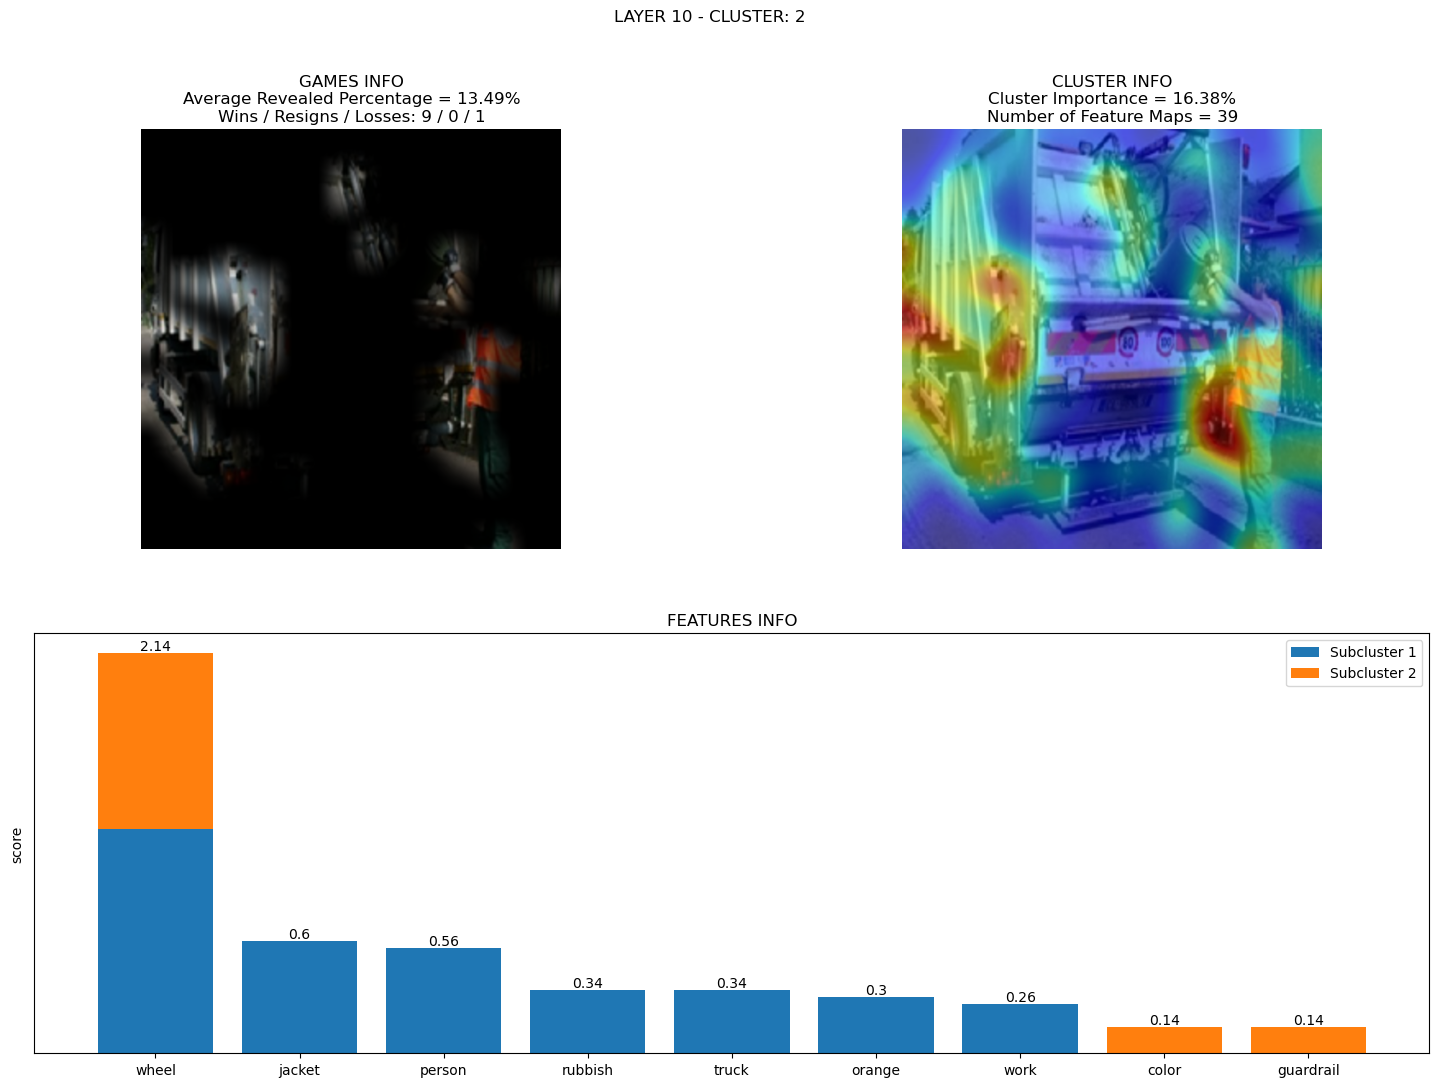 LAYER 10 - CLUSTER: 2
GAMES INFO
Average Revealed Percentage = 13.49%
Wins / Resigns / Losses: 9 / 0 / 1
CLUSTER INFO
Cluster Importance = 16.38%
Number of Feature Maps = 39
80
100
FEATURES INFO
Subcluster 1
Subcluster 2
score
2.14
0.6
0.56
0.34
0.34
0.3
0.26
0.14
0.14
wheel
jacket
person
rubbish
truck
orange
work
color
guardrail